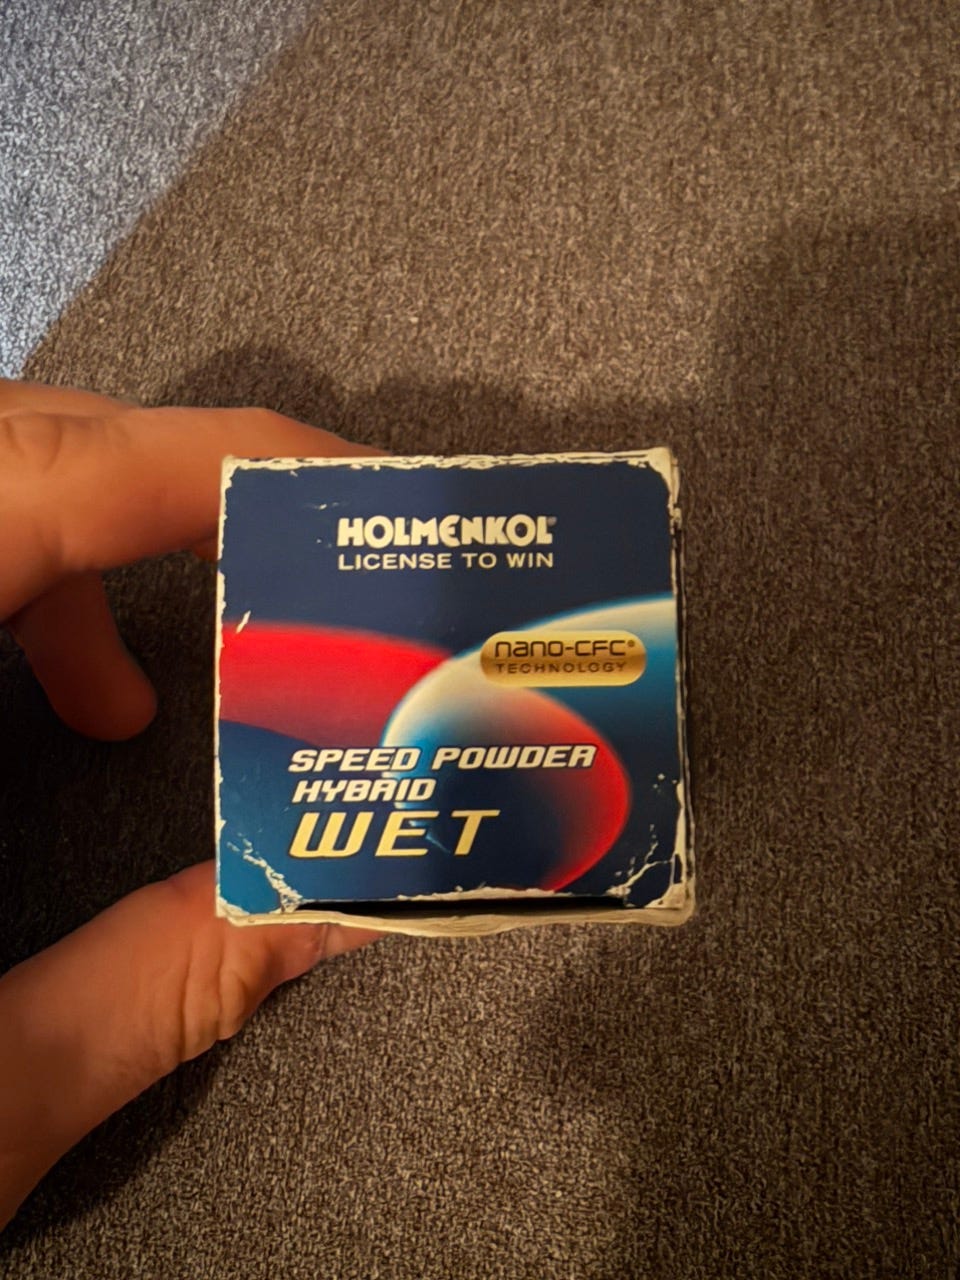 HOLMENKOL®
LICENSE TO WIN
nano-CFC®
TECHNOLOGY
SPEED POWDER
HYBRID
WET